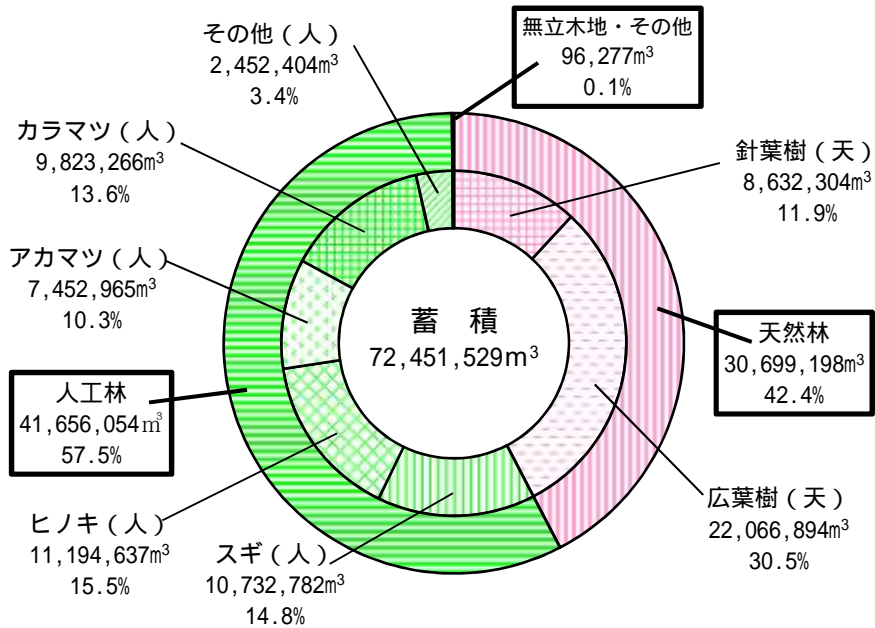 無立木地・その他
96,277m³
0.1%
その他(人)
2,452,404m³
3.4%
カラマツ(人)
9,823,266m³
13.6%
針葉樹(天)
8,632,304m³
11.9%
アカマツ(人)
7,452,965m³
10.3%
蓄 積
72,451,529m³
天然林
30,699,198m³
42.4%
人工林
41,656,054m³
57.5%
広葉樹(天)
22,066,894m³
30.5%
ヒノキ(人)
11,194,637m³
15.5%
スギ(人)
10,732,782m³
14.8%